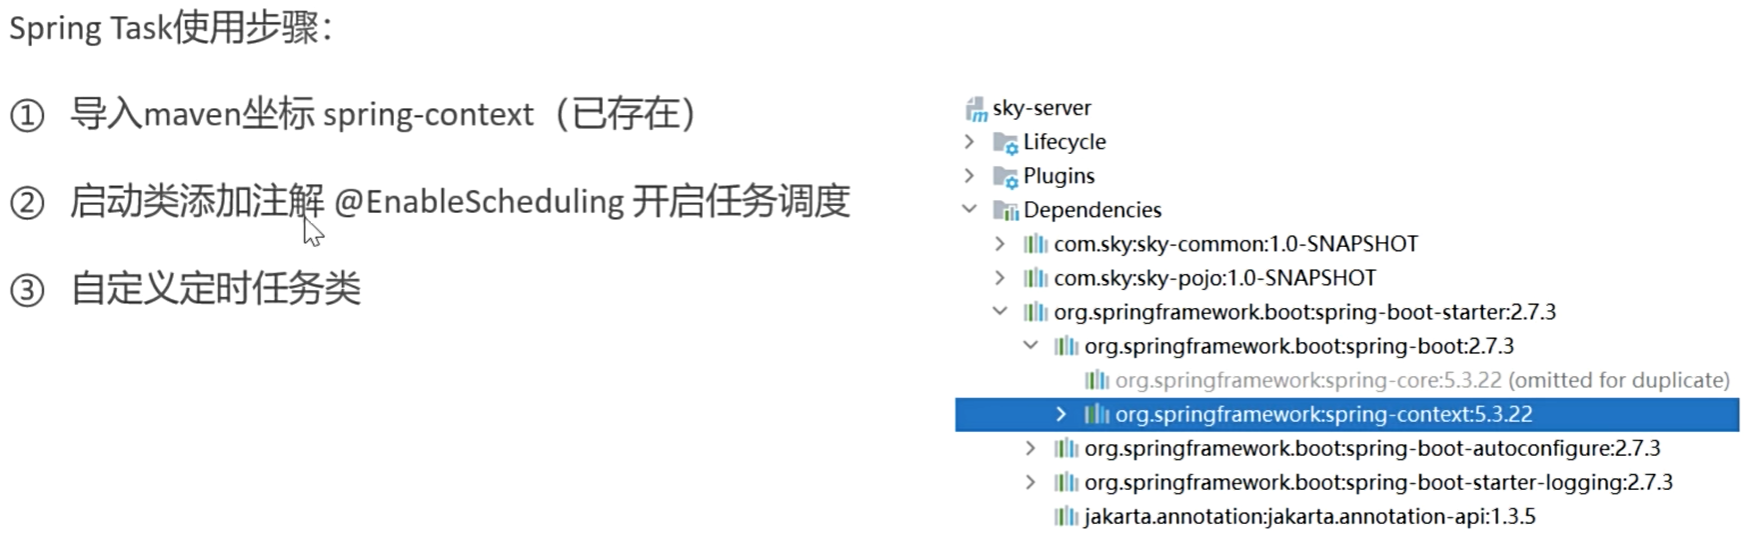 Spring Task使用步骤：
① 导入maven坐标 spring-context（已存在）
② 启动类添加注解 @EnableScheduling 开启任务调度
③ 自定义定时任务类
sky-server
Lifecycle
Plugins
Dependencies
com.sky:sky-common:1.0-SNAPSHOT
com.sky:sky-pojo:1.0-SNAPSHOT
org.springframework.boot:spring-boot-starter:2.7.3
org.springframework.boot:spring-boot:2.7.3
org.springframework:spring-core:5.3.22 (omitted for duplicate)
org.springframework:spring-context:5.3.22
org.springframework.boot:spring-boot-autoconfigure:2.7.3
org.springframework.boot:spring-boot-starter-logging:2.7.3
jakarta.annotation:jakarta.annotation-api:1.3.5